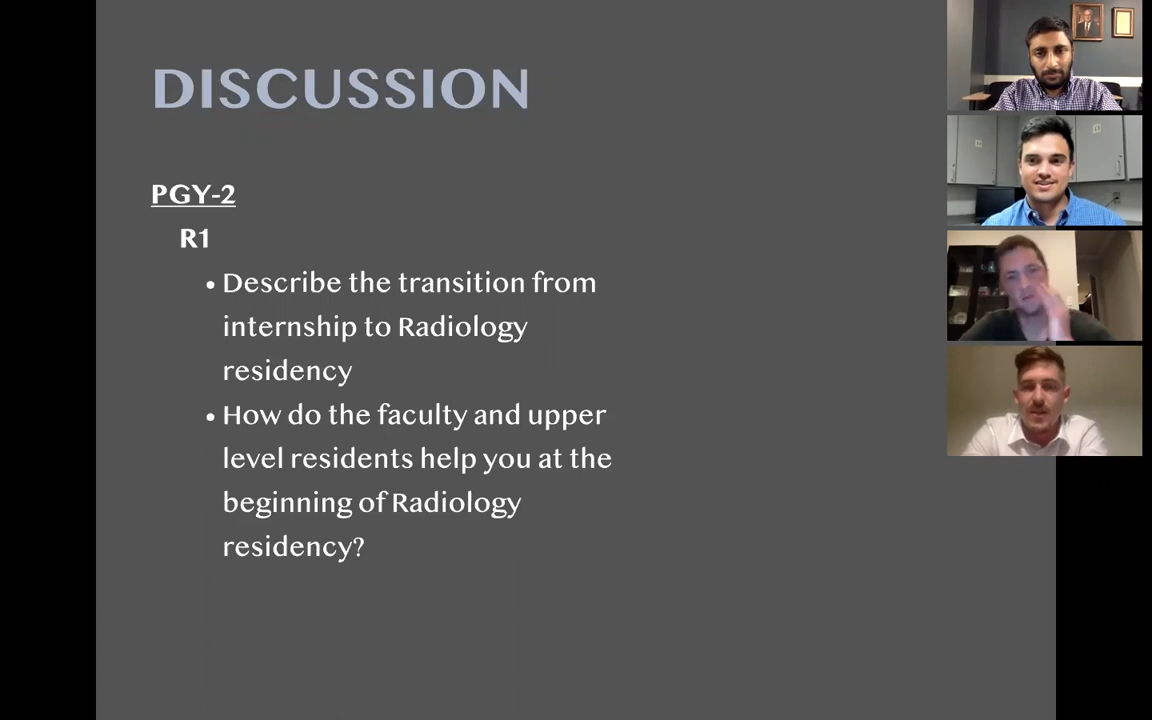 DISCUSSION
PGY-2
R1
• Describe the transition from
internship to Radiology
residency
• How do the faculty and upper
level residents help you at the
beginning of Radiology
residency?